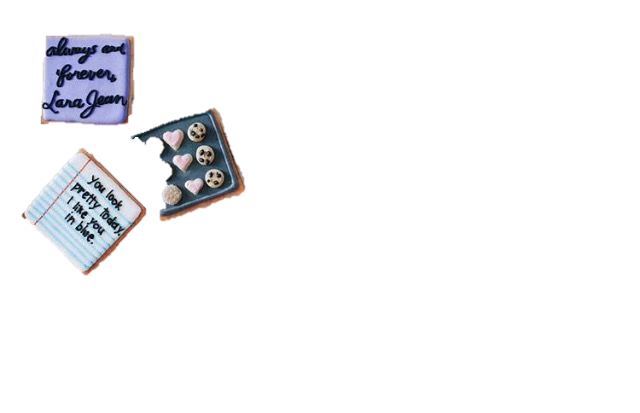 always and
forever,
Lara Jean
you look
pretty today.
I like you
in blue.